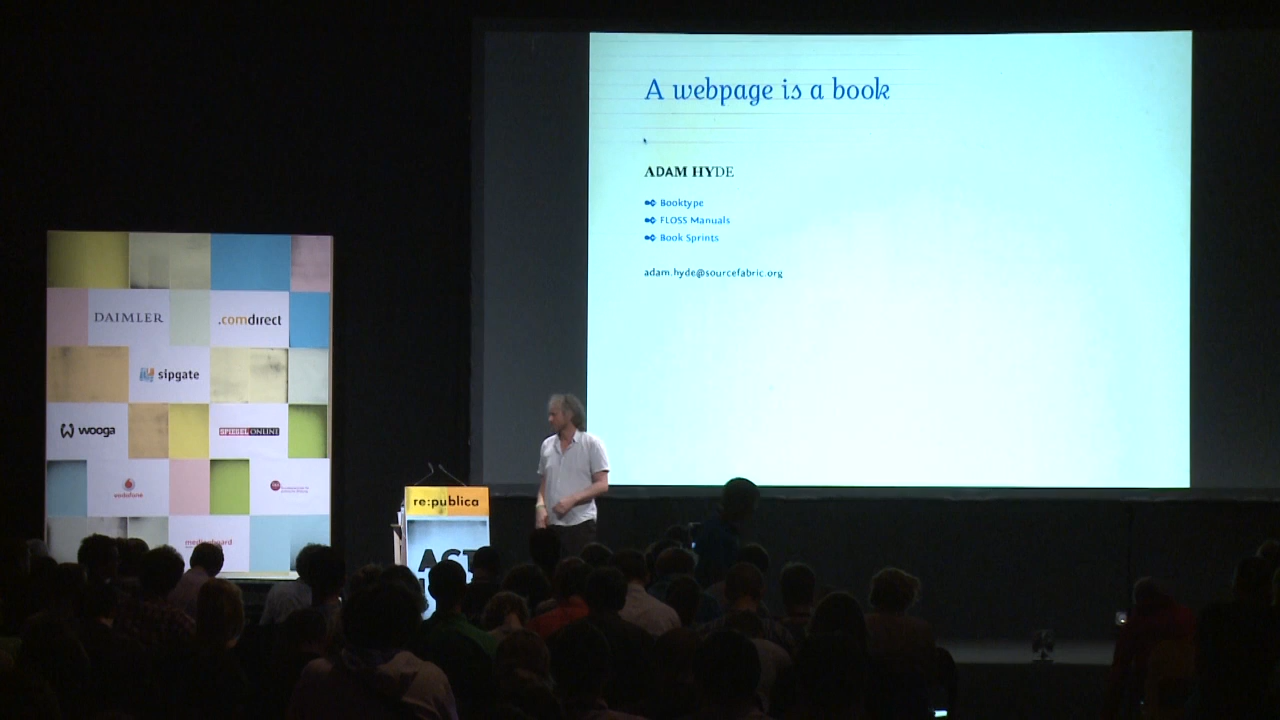 A webpage is a book
ADAM HYDE
Booktype
FLOSS Manuals
Book Sprints
adam.hyde@sourcefabric.org
DAIMLER
.comdirect
sipgate
wooga
SPIEGEL ONLINE
vodafone
re:publica